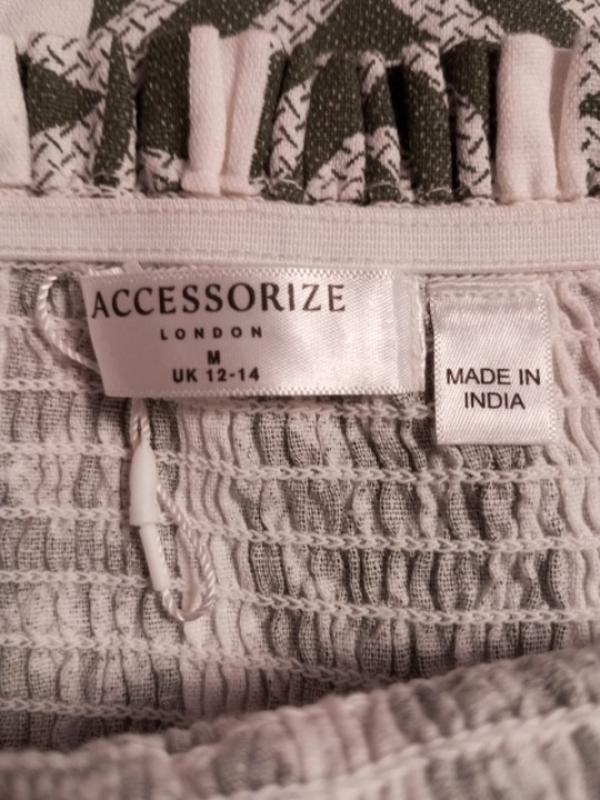 ACCESSORIZE
LONDON
M
UK 12-14
MADE IN
INDIA